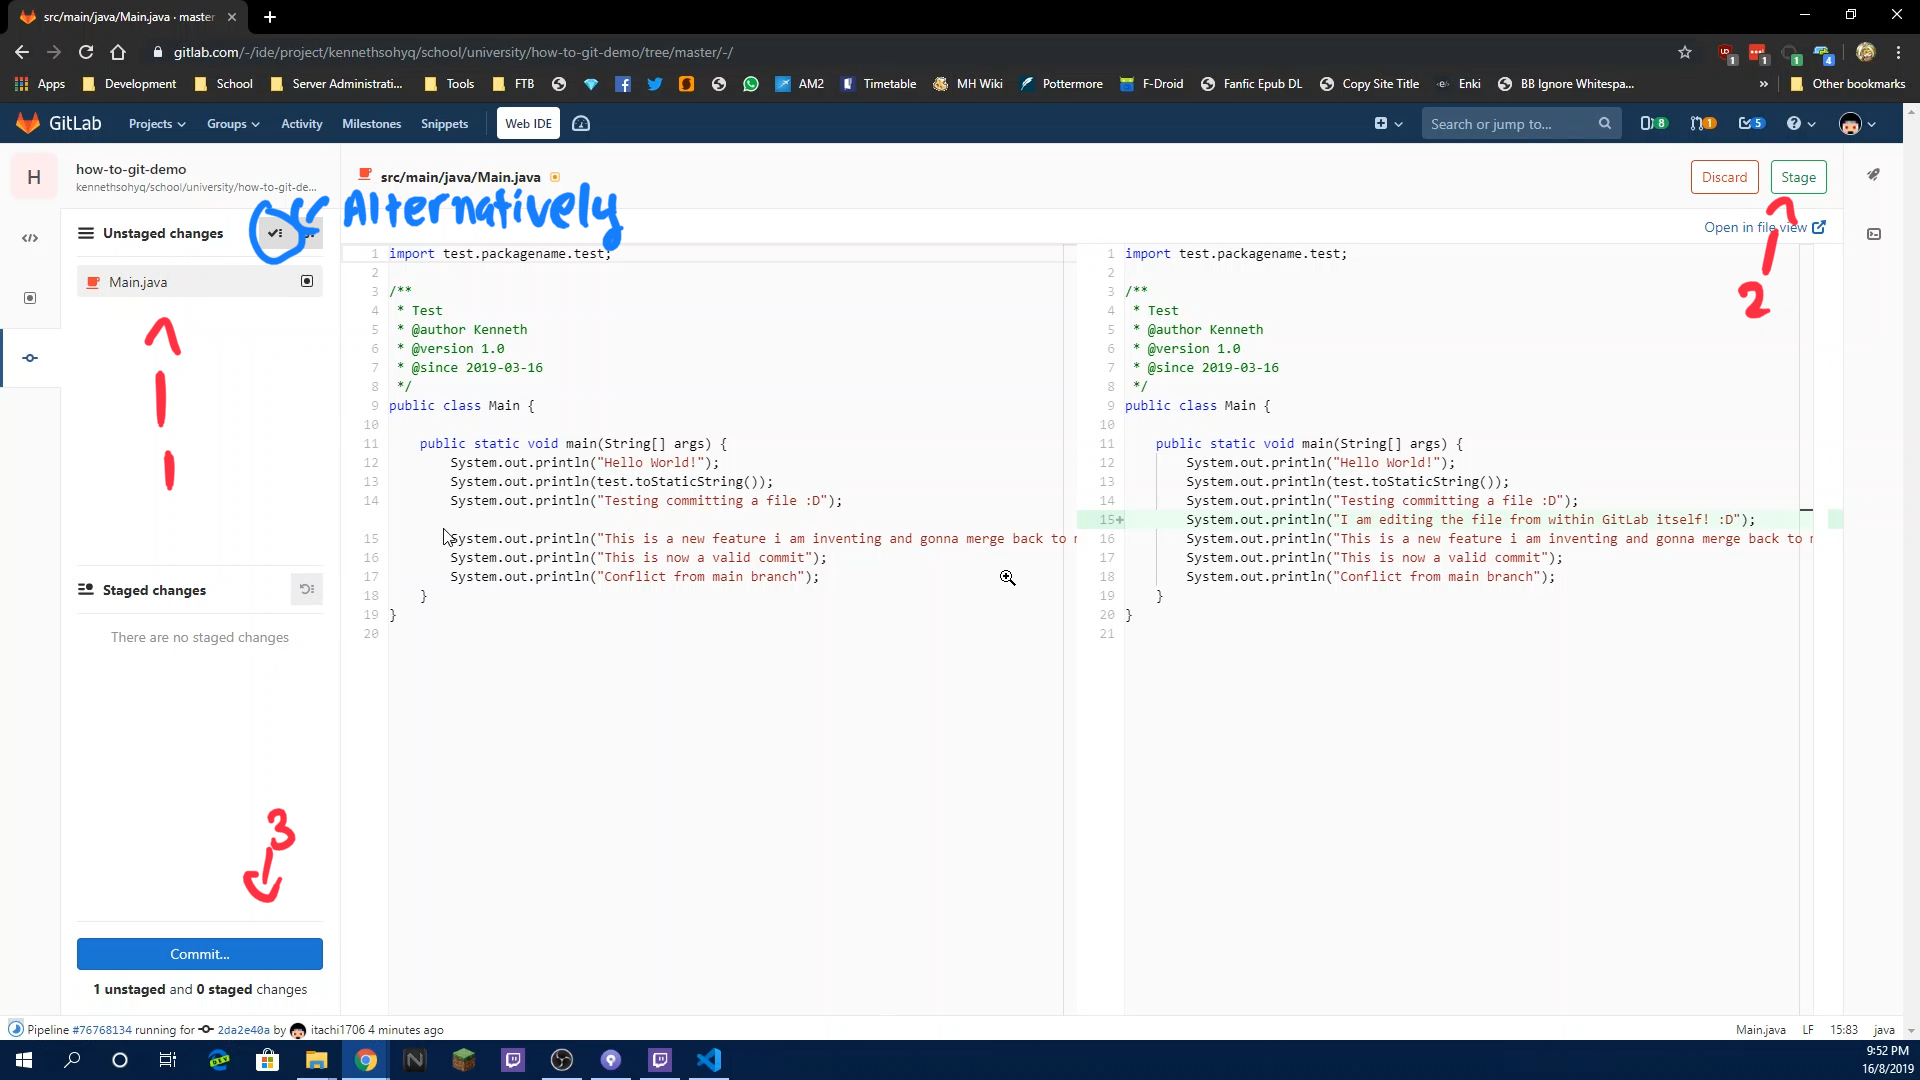 src/main/java/Main.java · master
gitlab.com/-/ide/project/kennethsohyq/school/university/how-to-git-demo/tree/master/-/
1 1 1 4
Apps Development School Server Administrati... Tools FTB AM2 Timetable MH Wiki Pottermore F-Droid Fanfic Epub DL Copy Site Title Enki BB Ignore Whitespa... » Other bookmarks
GitLab Projects Groups Activity Milestones Snippets Web IDE Search or jump to... 8 1 5
H how-to-git-demo
kennethsohyq/school/university/how-to-git-de...
src/main/java/Main.java
Discard Stage
Alternatively
Open in file view
Unstaged changes
Main.java
1
2
3
Staged changes
There are no staged changes
Commit...
1 unstaged and 0 staged changes
1 import test.packagename.test;
2
3 /**
4 * Test
5 * @author Kenneth
6 * @version 1.0
7 * @since 2019-03-16
8 */
9 public class Main {
10
11 public static void main(String[] args) {
12 System.out.println("Hello World!");
13 System.out.println(test.toStaticString());
14 System.out.println("Testing committing a file :D");
15 System.out.println("This is a new feature i am inventing and gonna merge back to
16 System.out.println("This is now a valid commit");
17 System.out.println("Conflict from main branch");
18 }
19 }
20
1 import test.packagename.test;
2
3 /**
4 * Test
5 * @author Kenneth
6 * @version 1.0
7 * @since 2019-03-16
8 */
9 public class Main {
10
11 public static void main(String[] args) {
12 System.out.println("Hello World!");
13 System.out.println(test.toStaticString());
14 System.out.println("Testing committing a file :D");
15+ System.out.println("I am editing the file from within GitLab itself! :D");
16 System.out.println("This is a new feature i am inventing and gonna merge back to
17 System.out.println("This is now a valid commit");
18 System.out.println("Conflict from main branch");
19 }
20 }
21
Pipeline #76768134 running for 2da2e40a by itachi1706 4 minutes ago
Main.java LF 15:83 java
DEV
9:52 PM
16/8/2019